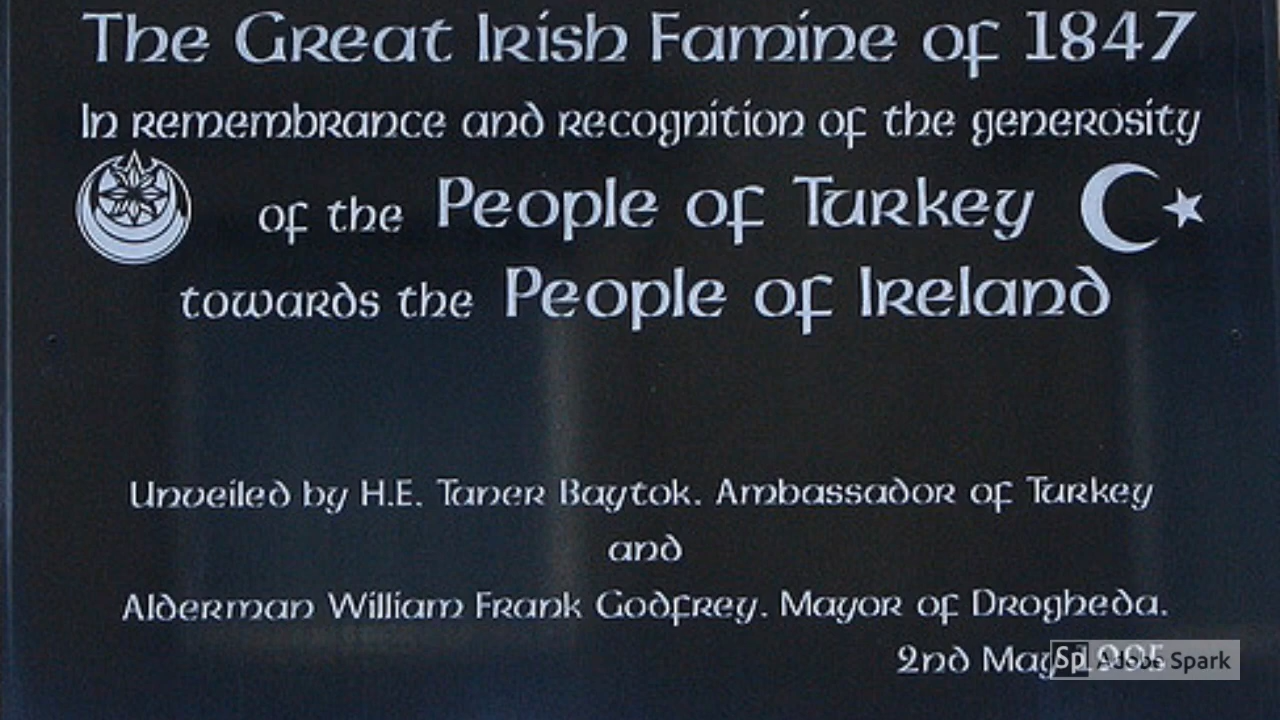 The Great Irish Famine of 1847
In remembrance and recognition of the generosity
of the People of Turkey
towards the People of Ireland
Unveiled by H.E. Taner Baytok. Ambassador of Turkey
and
Alderman William Frank Godfrey. Mayor of Drogheda.
2nd May 1995
Sp Adobe Spark